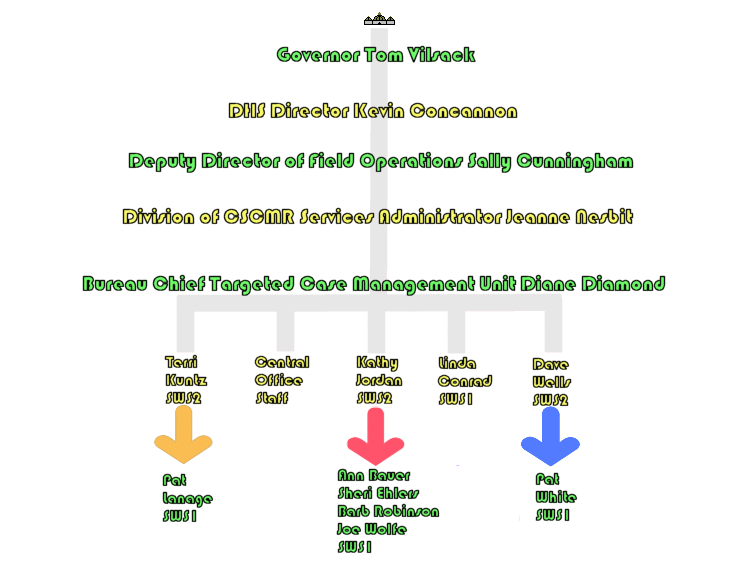 Governor Tom Vilsack
DHS Director Kevin Concannon
Deputy Director of Field Operations Sally Cunningham
Division of CSCMR Services Administrator Jeanne Nesbit
Bureau Chief Targeted Case Management Unit Diane Diamond
Terri
Kuntz
SWS2
Central
Office
Staff
Kathy
Jordan
SWS2
Linda
Conrad
SWS1
Dave
Wells
SWS2
Pat
Lanage
SWS1
Ann Bauer
Sheri Ehlers
Barb Robinson
Joe Wolfe
SWS1
Pat
White
SWS1